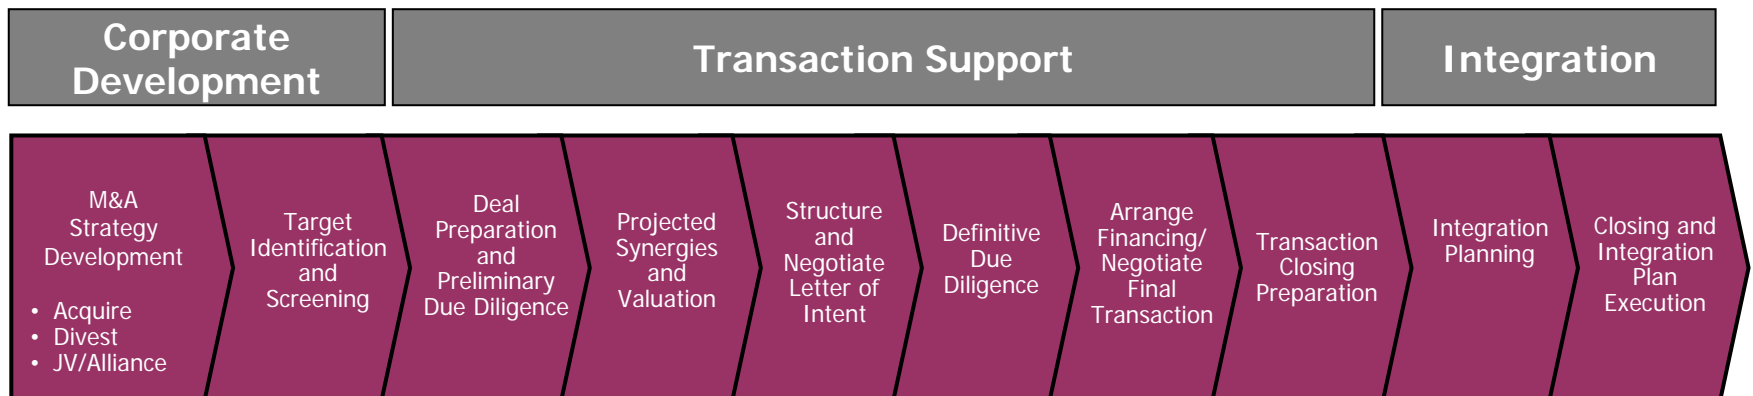 Corporate
Development
Transaction Support
Integration
M&A
Strategy
Development
• Acquire
• Divest
• JV/Alliance
Target
Identification
and
Screening
Deal
Preparation
and
Preliminary
Due Diligence
Projected
Synergies
and
Valuation
Structure
and
Negotiate
Letter of
Intent
Definitive
Due
Diligence
Arrange
Financing/
Negotiate
Final
Transaction
Transaction
Closing
Preparation
Integration
Planning
Closing and
Integration
Plan
Execution